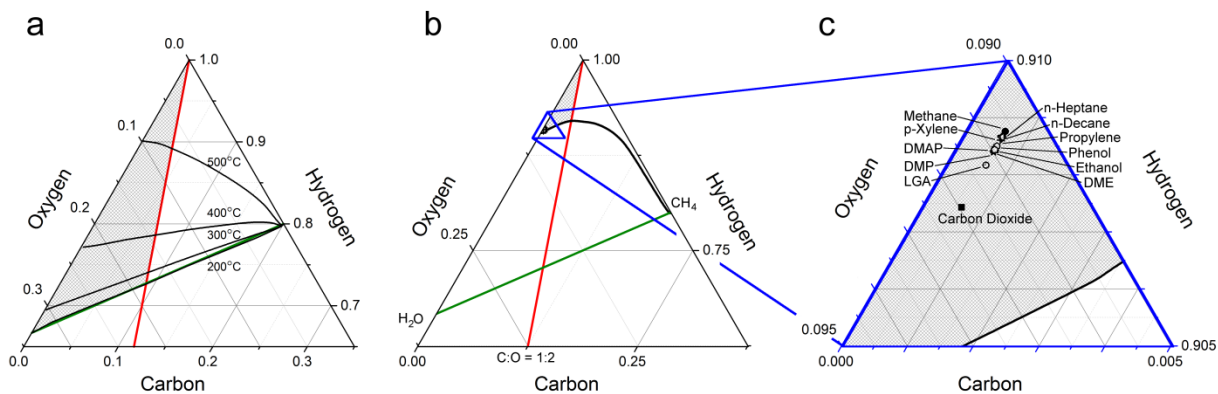 a
0.0
1.0
0.1
0.9
500°C
Oxygen
Hydrogen
0.2
400°C
0.8
300°C
200°C
0.3
0.7
0.0
0.1
0.2
0.3
Carbon
b
0.00
1.00
Oxygen
Hydrogen
CH₄
0.25
0.75
H₂O
C:O = 1:2
0.25
Carbon
c
0.090
0.910
n-Heptane
Methane
n-Decane
p-Xylene
Propylene
DMAP
Phenol
DMP
Ethanol
LGA
DME
Oxygen
Hydrogen
Carbon Dioxide
0.095
0.905
0.000
0.005
Carbon